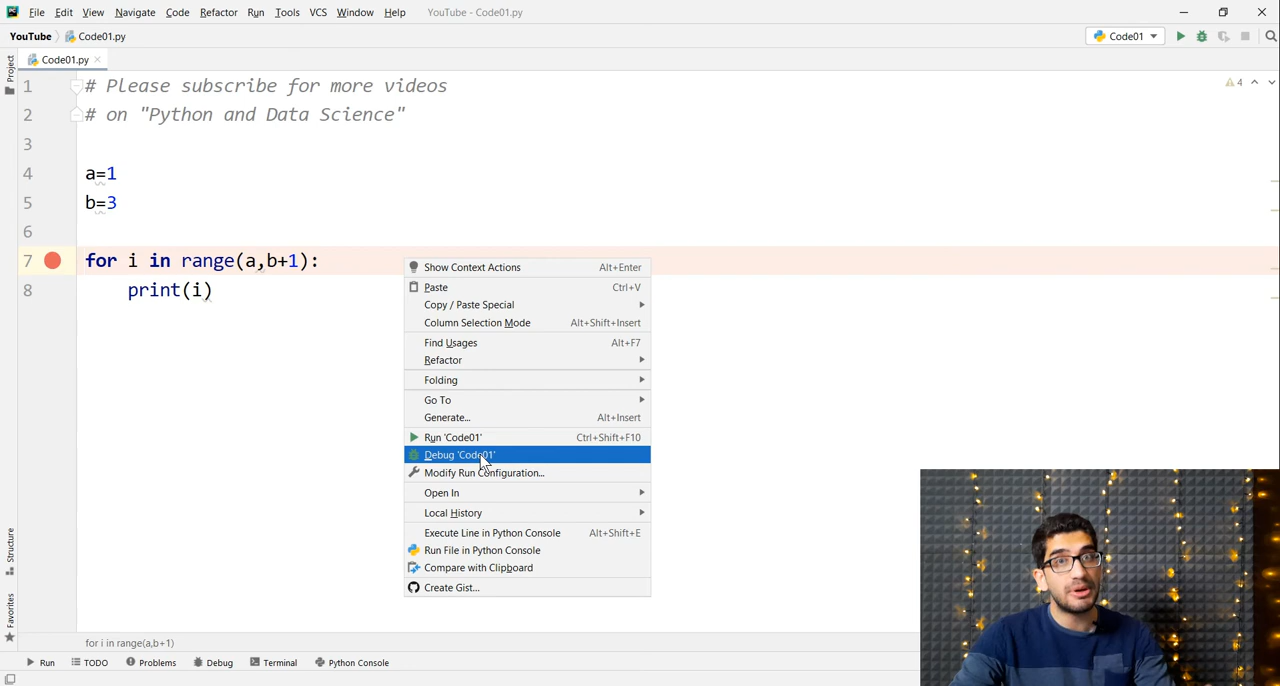 File Edit View Navigate Code Refactor Run Tools VCS Window Help YouTube - Code01.py
YouTube Code01.py Code01
Project
Code01.py
1 # Please subscribe for more videos 4
2 # on "Python and Data Science"
3
4 a=1
5 b=3
6
7 for i in range(a,b+1):
8 print(i)
Show Context Actions Alt+Enter
Paste Ctrl+V
Copy / Paste Special
Column Selection Mode Alt+Shift+Insert
Find Usages Alt+F7
Refactor
Folding
Go To
Generate... Alt+Insert
Run 'Code01' Ctrl+Shift+F10
Debug 'Code01'
Modify Run Configuration...
Open In
Local History
Execute Line in Python Console Alt+Shift+E
Run File in Python Console
Compare with Clipboard
Create Gist...
Structure
Favorites
for i in range(a,b+1)
Run TODO Problems Debug Terminal Python Console